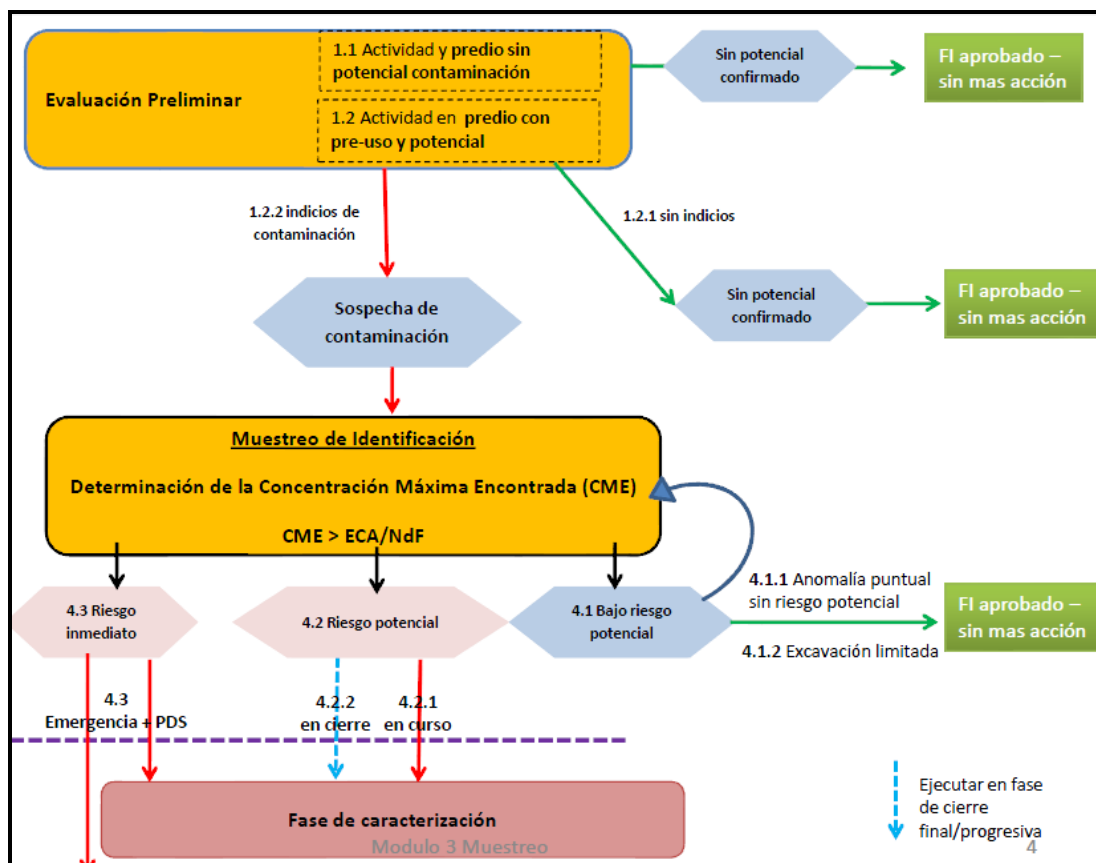 1.1 Actividad y predio sin
potencial contaminación
Evaluación Preliminar
1.2 Actividad en predio con
pre-uso y potencial
Sin potencial
confirmado
FI aprobado –
sin mas acción
1.2.2 indicios de
contaminación
1.2.1 sin indicios
Sospecha de
contaminación
Sin potencial
confirmado
FI aprobado –
sin mas acción
Muestreo de Identificación
Determinación de la Concentración Máxima Encontrada (CME)
CME > ECA/NdF
4.3 Riesgo
inmediato
4.2 Riesgo potencial
4.1 Bajo riesgo
potencial
4.1.1 Anomalía puntual
sin riesgo potencial
4.1.2 Excavación limitada
FI aprobado –
sin mas acción
4.3
Emergencia + PDS
4.2.2
en cierre
4.2.1
en curso
Fase de caracterización
Modulo 3 Muestreo
Ejecutar en fase
de cierre
final/progresiva
4